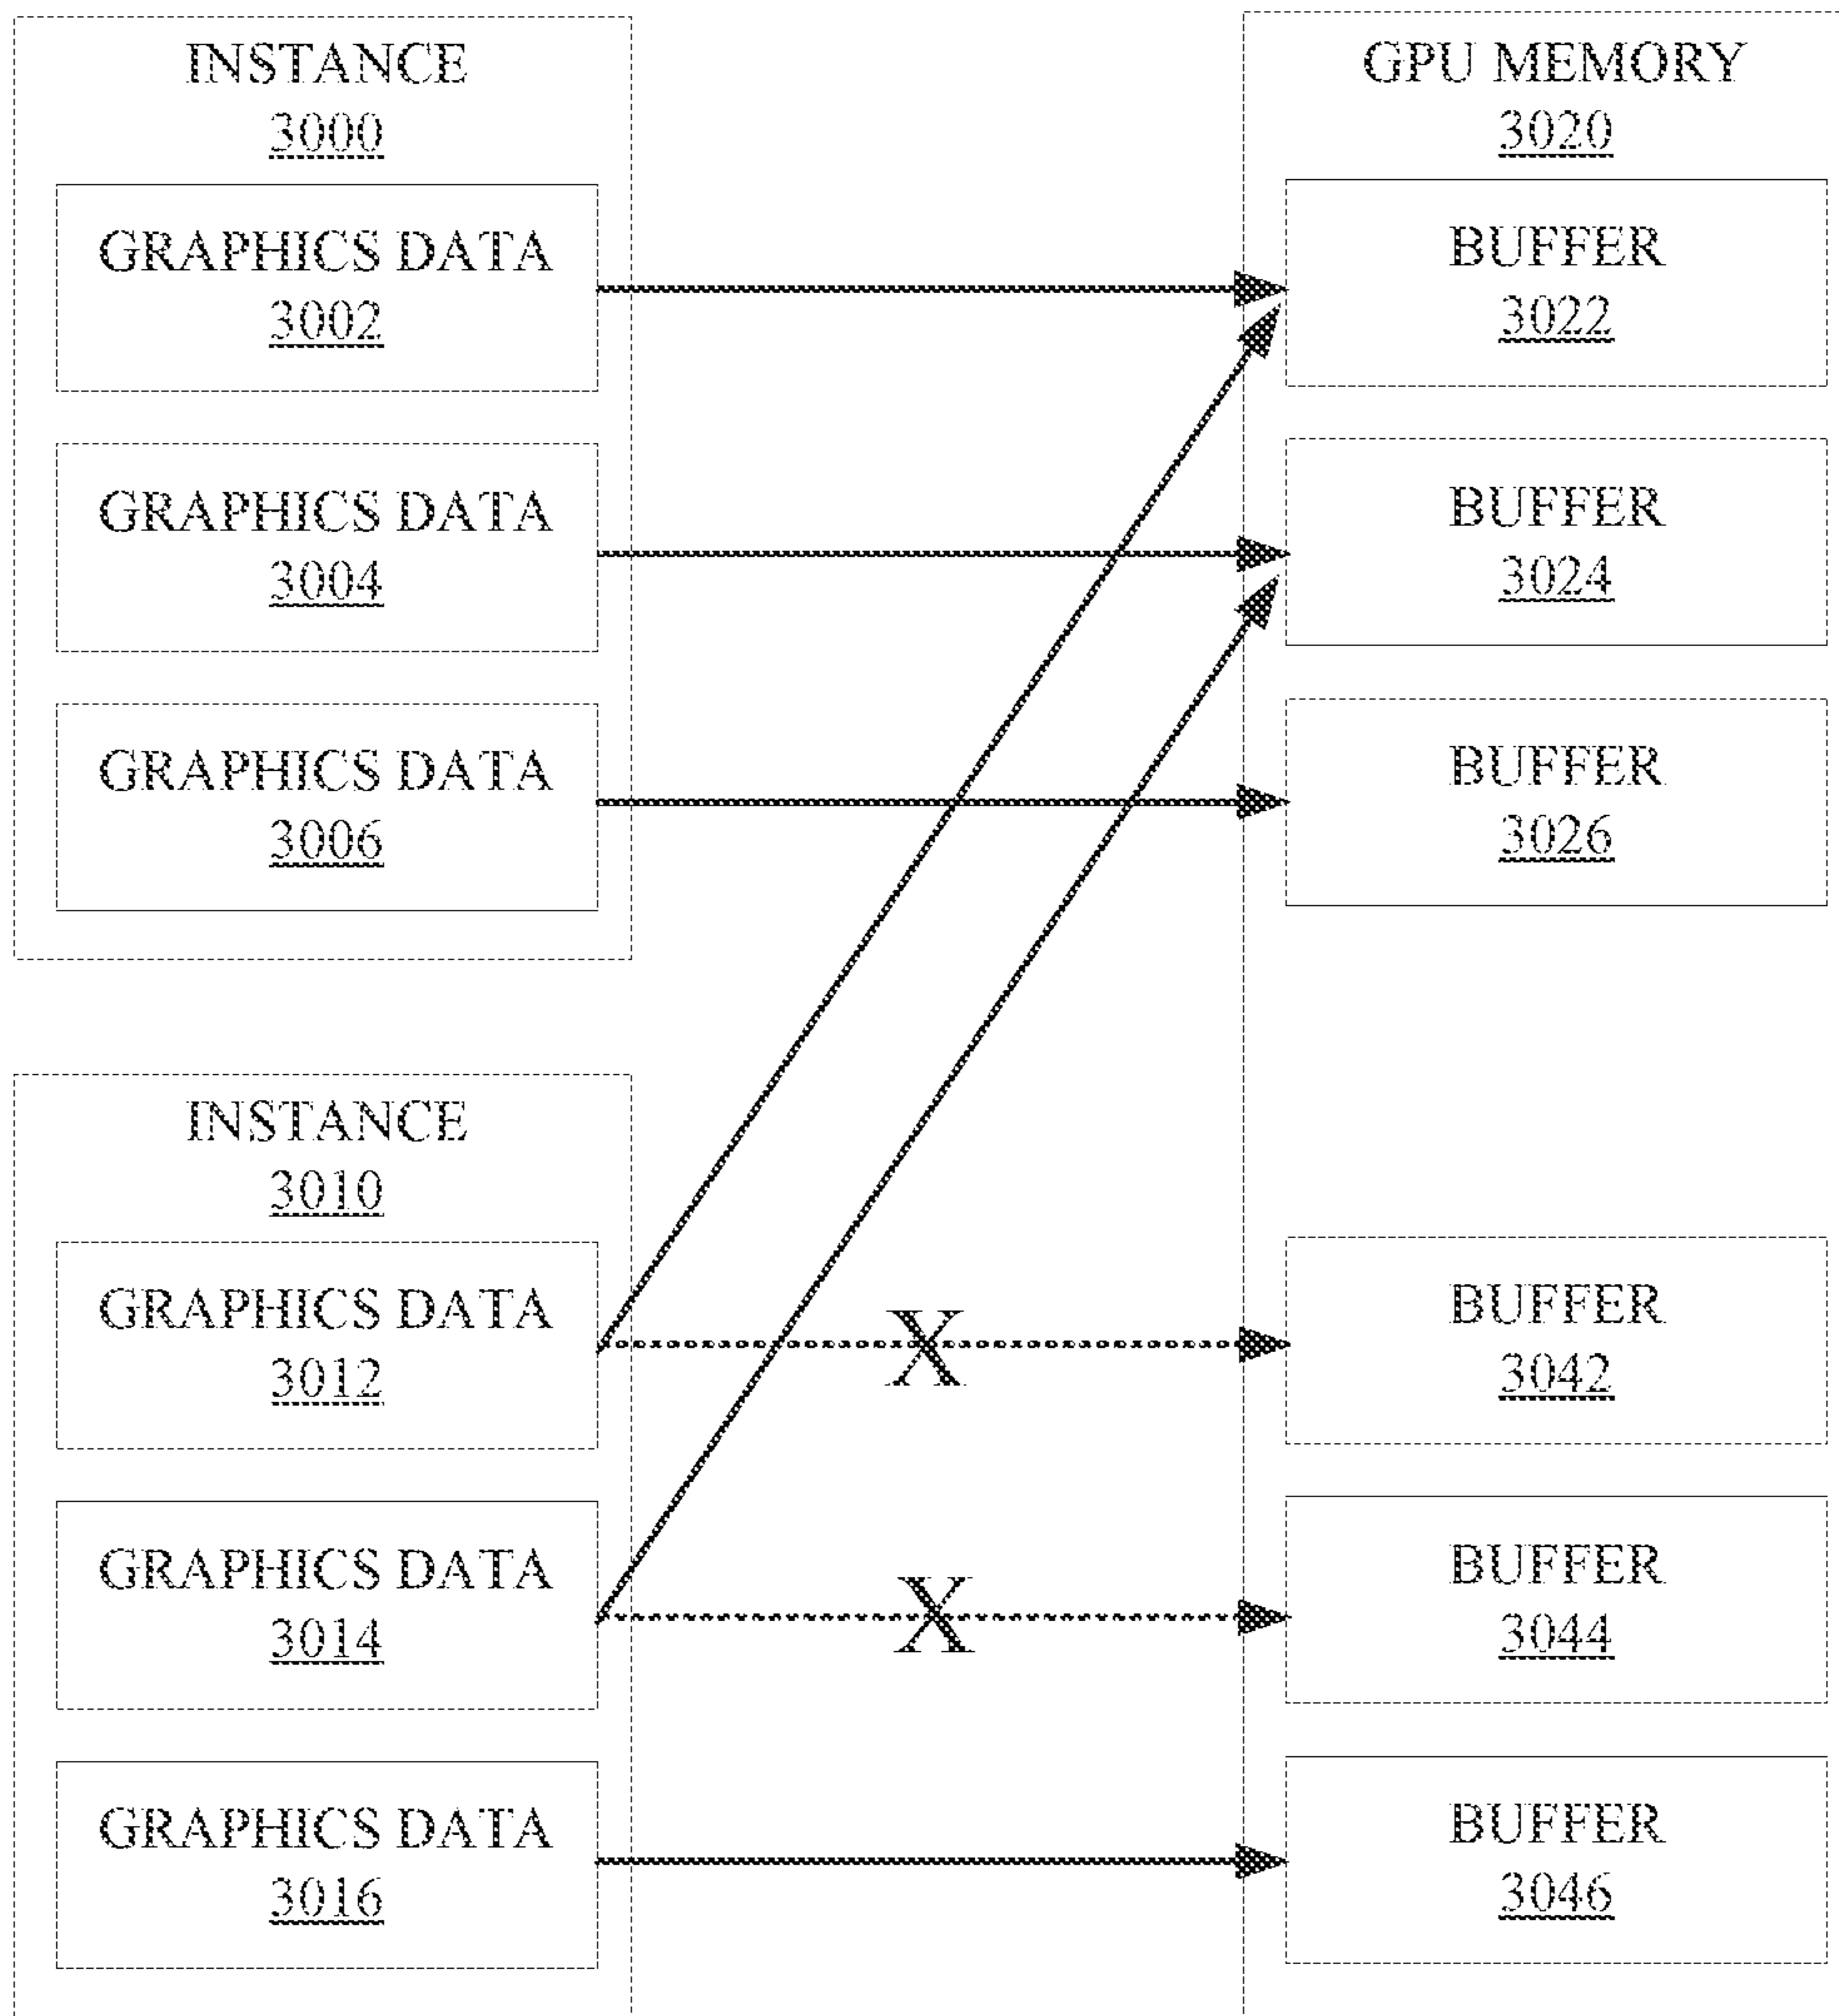 INSTANCE
3000
GRAPHICS DATA
3002
GRAPHICS DATA
3004
GRAPHICS DATA
3006
INSTANCE
3010
GRAPHICS DATA
3012
GRAPHICS DATA
3014
GRAPHICS DATA
3016
X
X
GPU MEMORY
3020
BUFFER
3022
BUFFER
3024
BUFFER
3026
BUFFER
3042
BUFFER
3044
BUFFER
3046